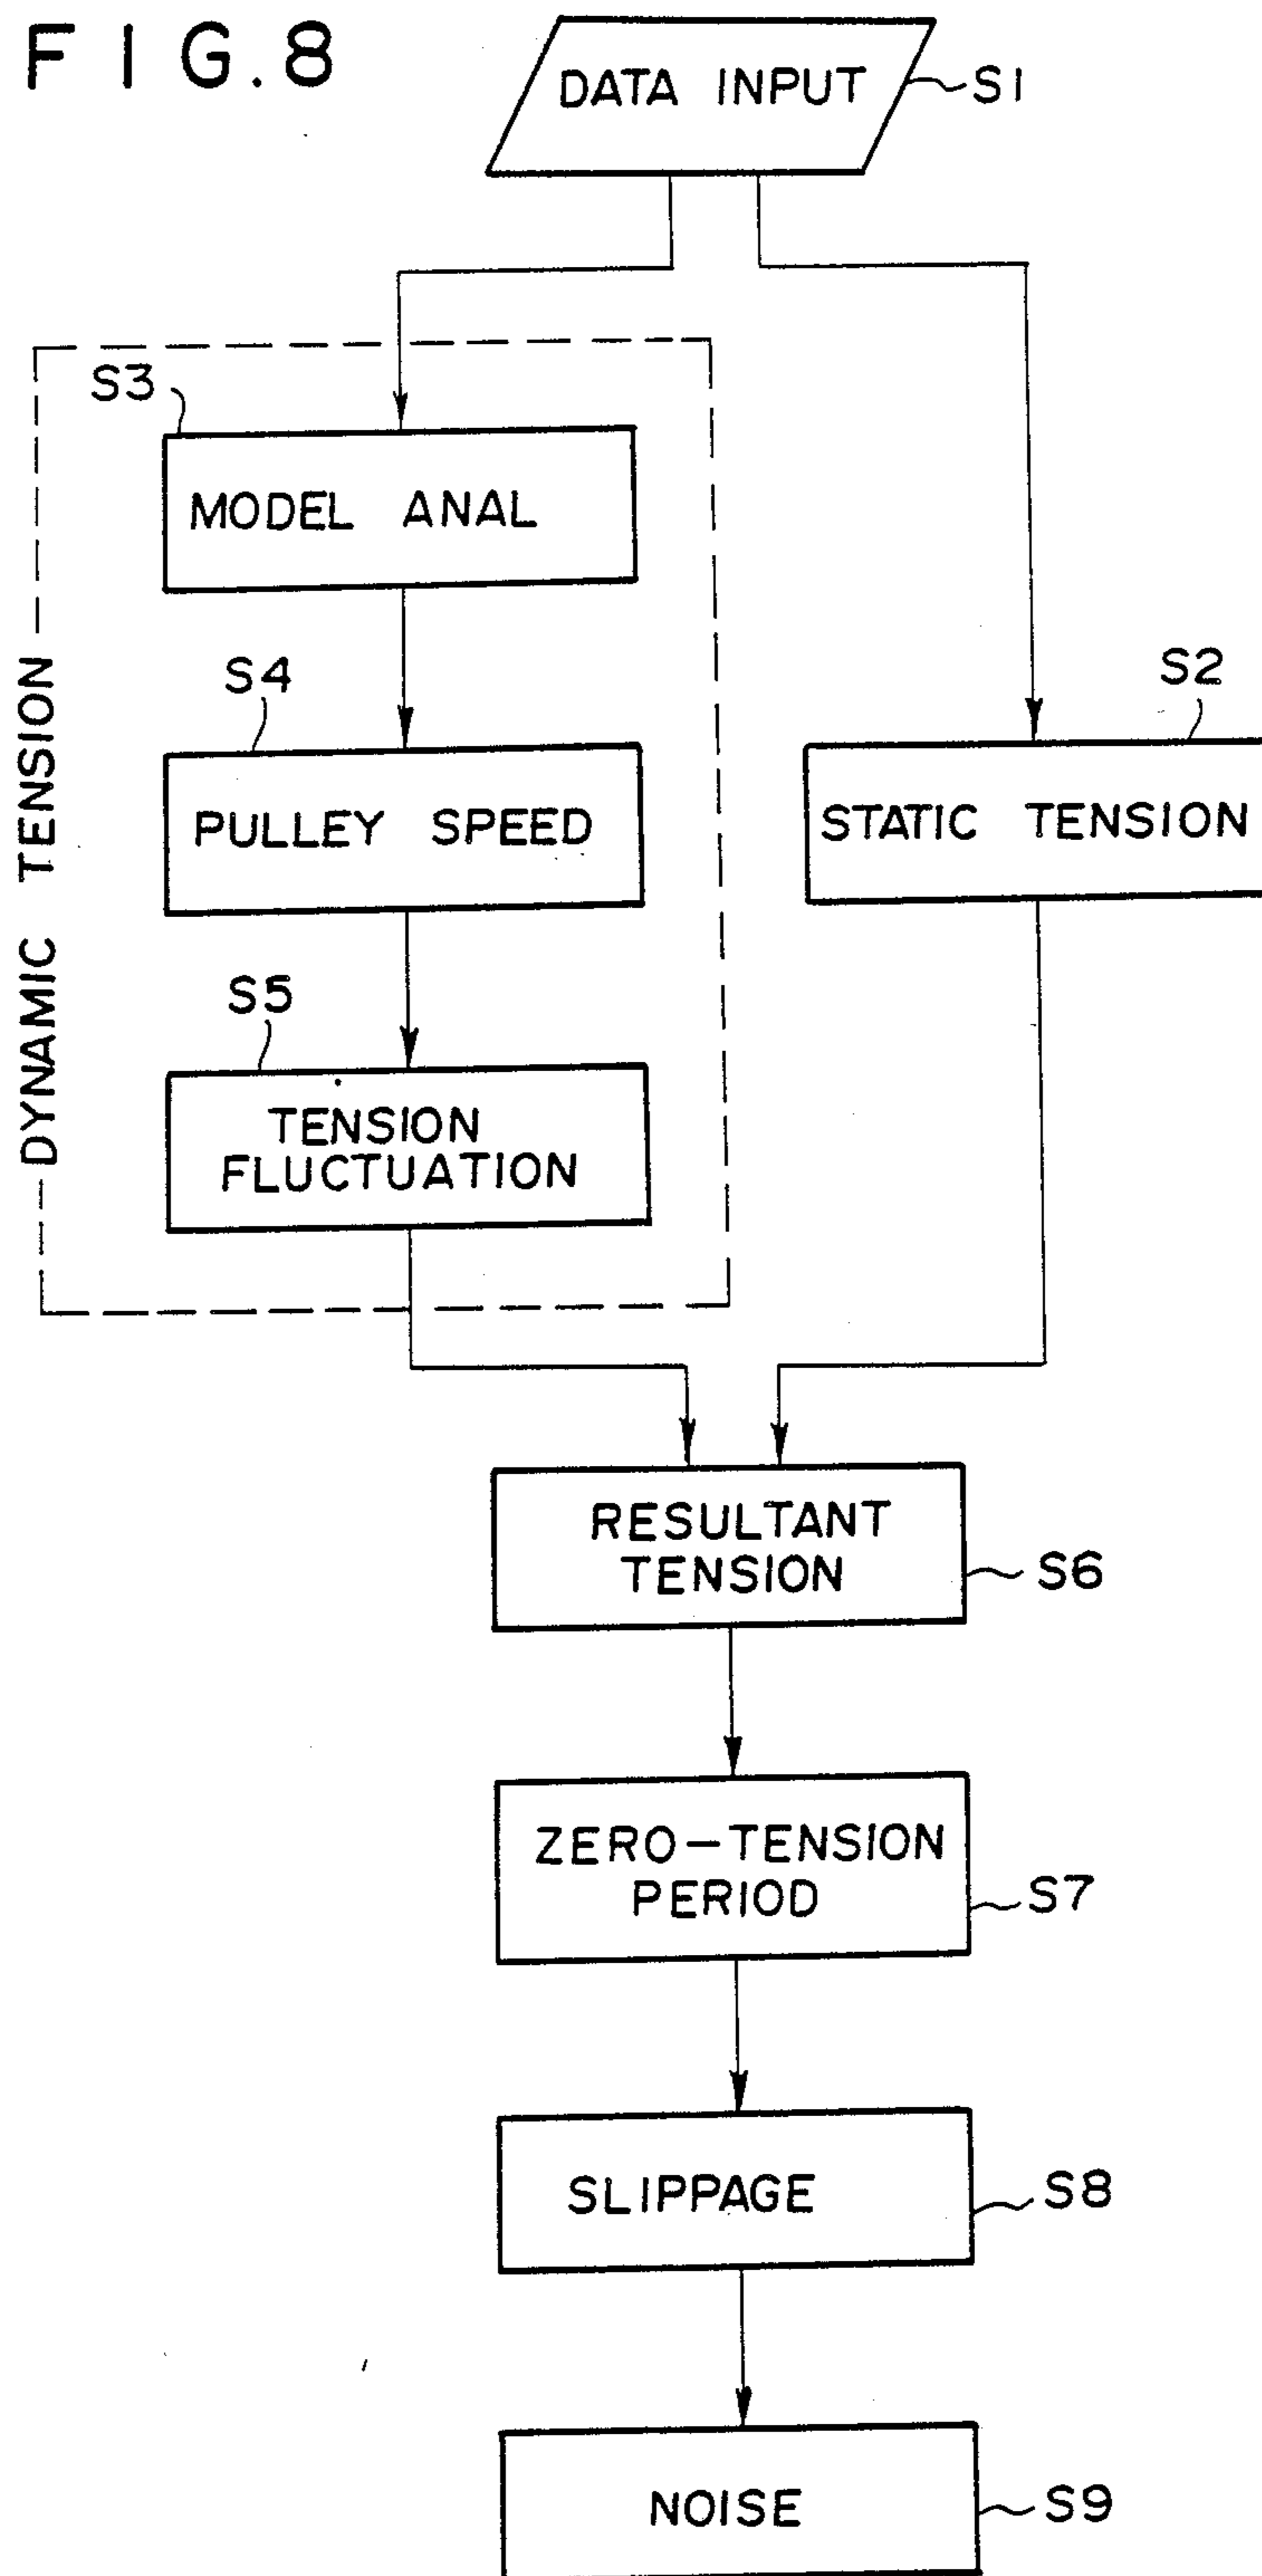 FIG.8
DATA INPUT
S1
S3
MODEL ANAL
S4
PULLEY SPEED
S2
STATIC TENSION
S5
TENSION
FLUCTUATION
DYNAMIC TENSION
RESULTANT
TENSION
S6
ZERO-TENSION
PERIOD
S7
SLIPPAGE
S8
NOISE
S9